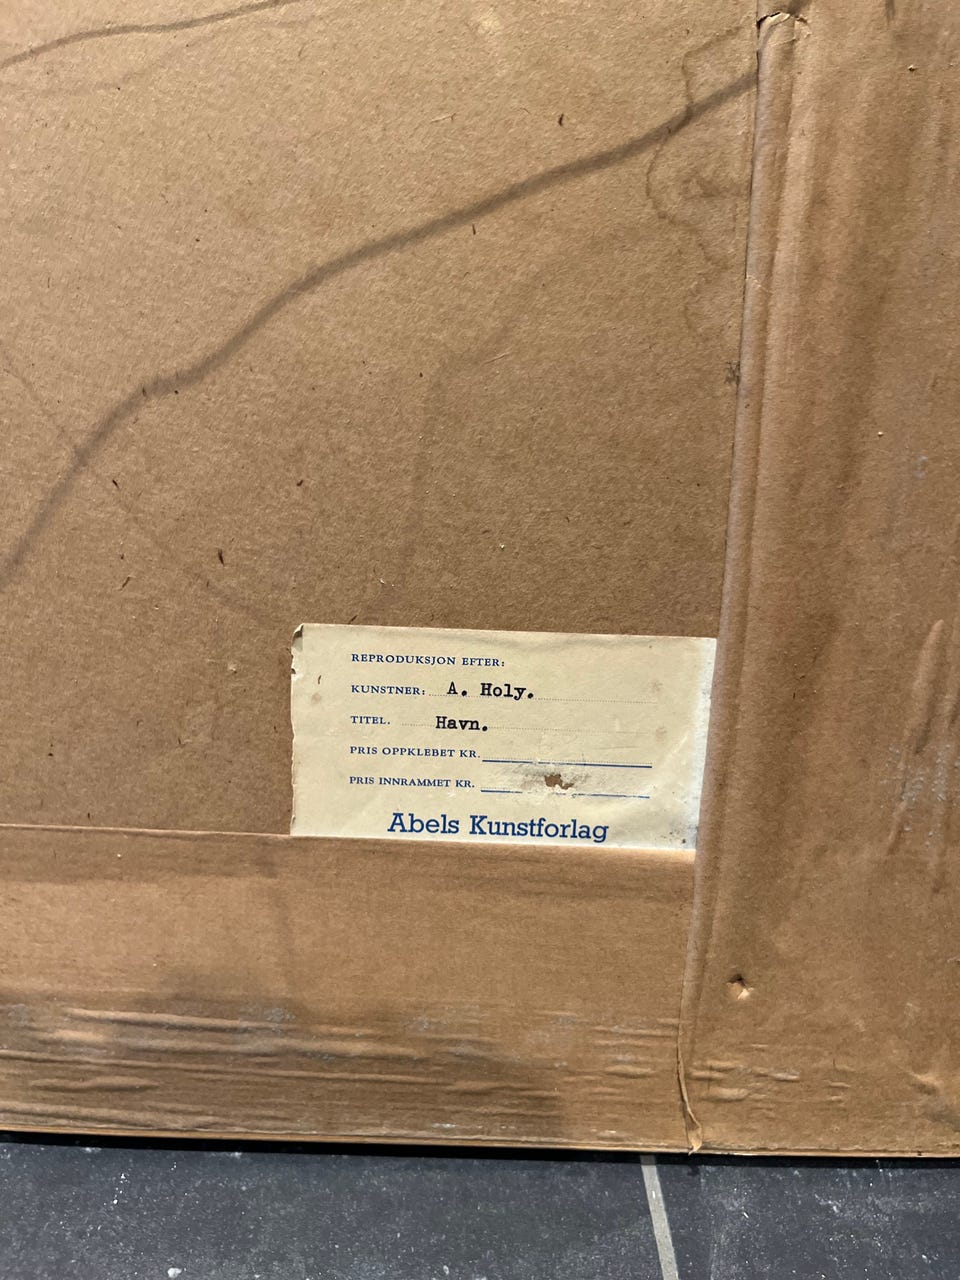 REPRODUKSJON EFTER:
KUNSTNER: A. Holy.
TITEL. Havn.
PRIS OPPKLEBET KR.
PRIS INNRAMMET KR.
Abels Kunstforlag